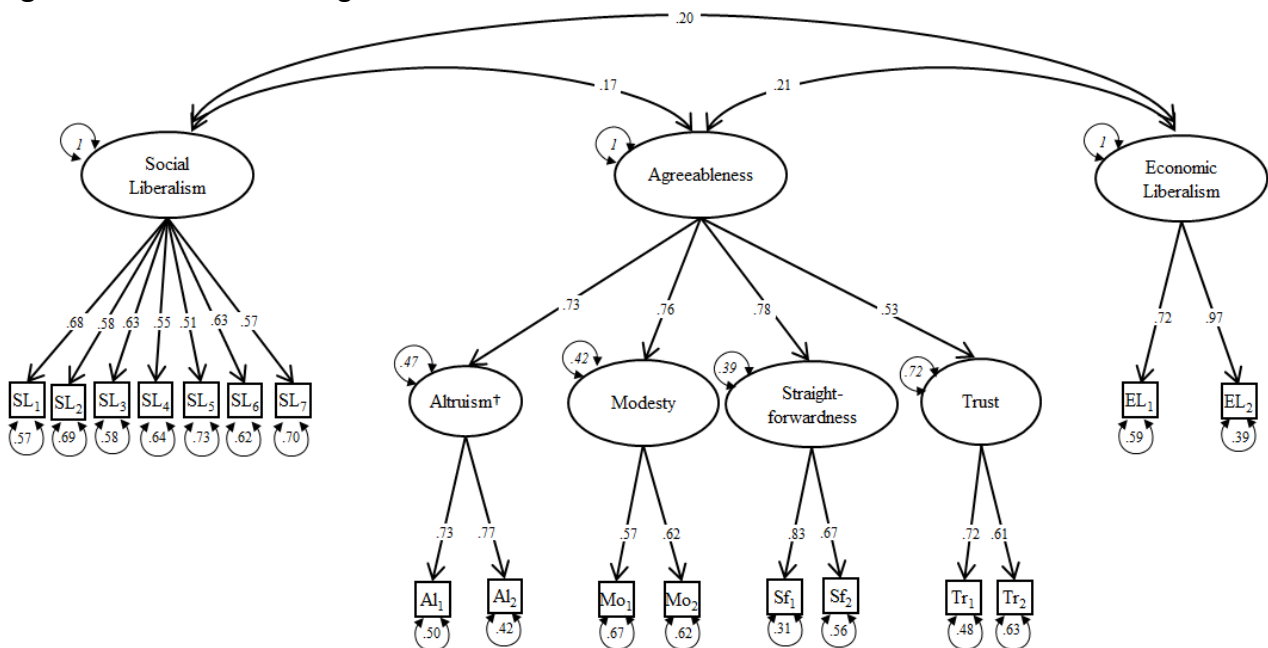 .20
.17
.21
1
1
1
Social
Liberalism
Agreeableness
Economic
Liberalism
.68
.58
.63
.55
.51
.63
.57
.73
.76
.78
.53
.72
.97
SL1
SL2
SL3
SL4
SL5
SL6
SL7
.57
.69
.58
.64
.73
.62
.70
.47
.42
.39
.72
Altruism†
Modesty
Straight-
forwardness
Trust
EL1
EL2
.59
.39
.73
.77
.57
.62
.83
.67
.72
.61
Al1
Al2
Mo1
Mo2
Sf1
Sf2
Tr1
Tr2
.50
.42
.67
.62
.31
.56
.48
.63